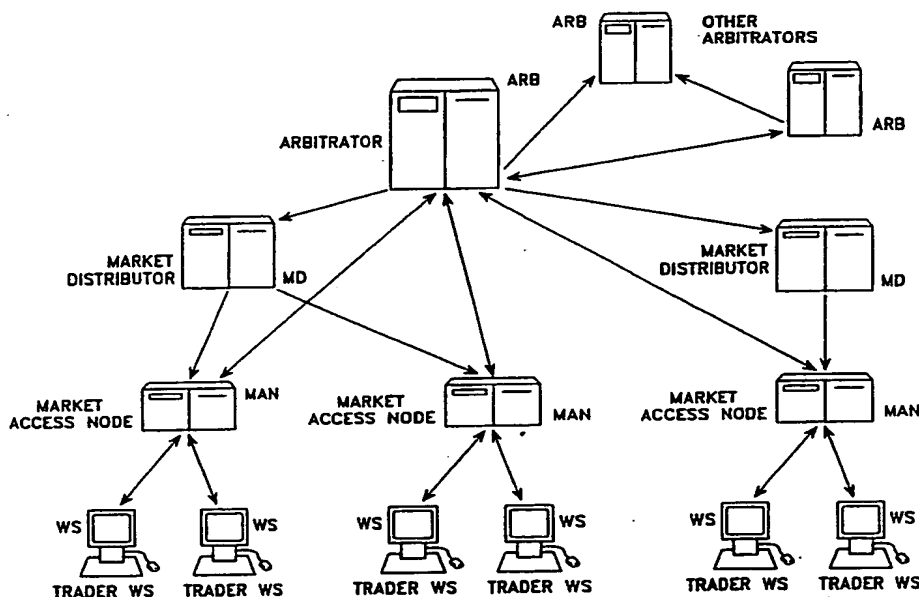 ARB
OTHER
ARBITRATORS
ARB
ARBITRATOR
ARB
MARKET
DISTRIBUTOR
MD
MARKET
DISTRIBUTOR
MD
MARKET
ACCESS NODE
MAN
MARKET
ACCESS NODE
MAN
MARKET
ACCESS NODE
MAN
WS
WS
WS
WS
WS
WS
TRADER WS
TRADER WS
TRADER WS
TRADER WS
TRADER WS
TRADER WS